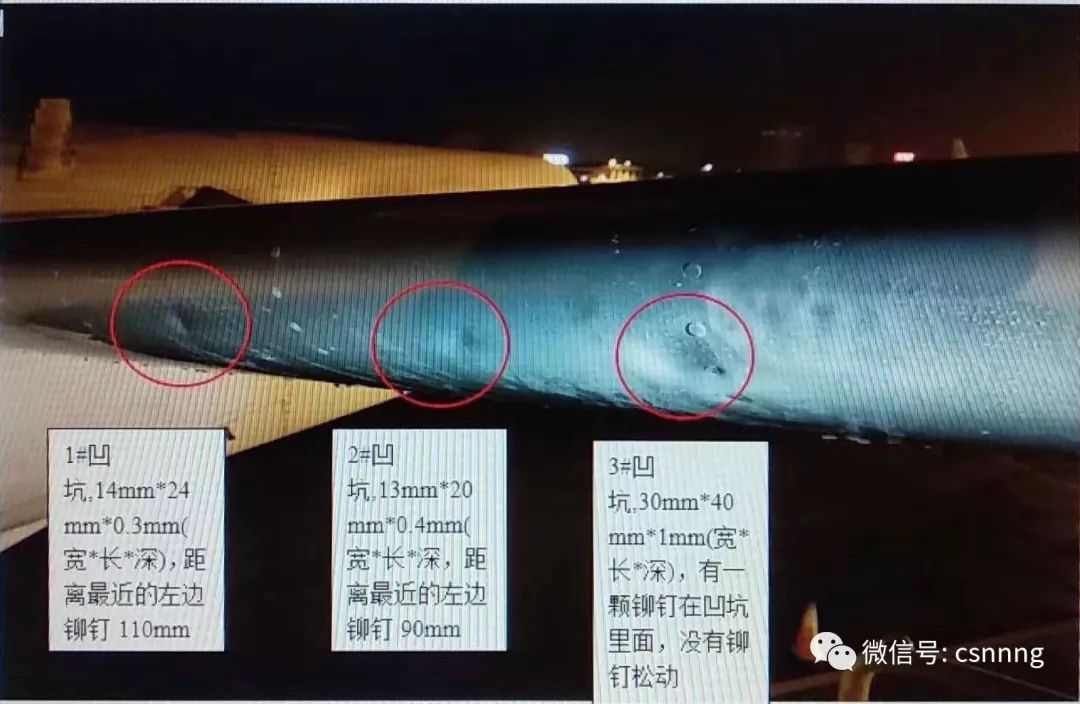 1#凹
坑,14mm*24
mm*0.3mm(
宽*长*深), 距
离最近的左边
铆钉 110mm
2#凹
坑,13mm*20
mm*0.4mm(
宽*长*深, 距
离最近的左边
铆钉 90mm
3#凹
坑,30mm*40
mm*1mm(宽*
长*深), 有一
颗铆钉在凹坑
里面, 没有铆
钉松动
微信号: csnnng